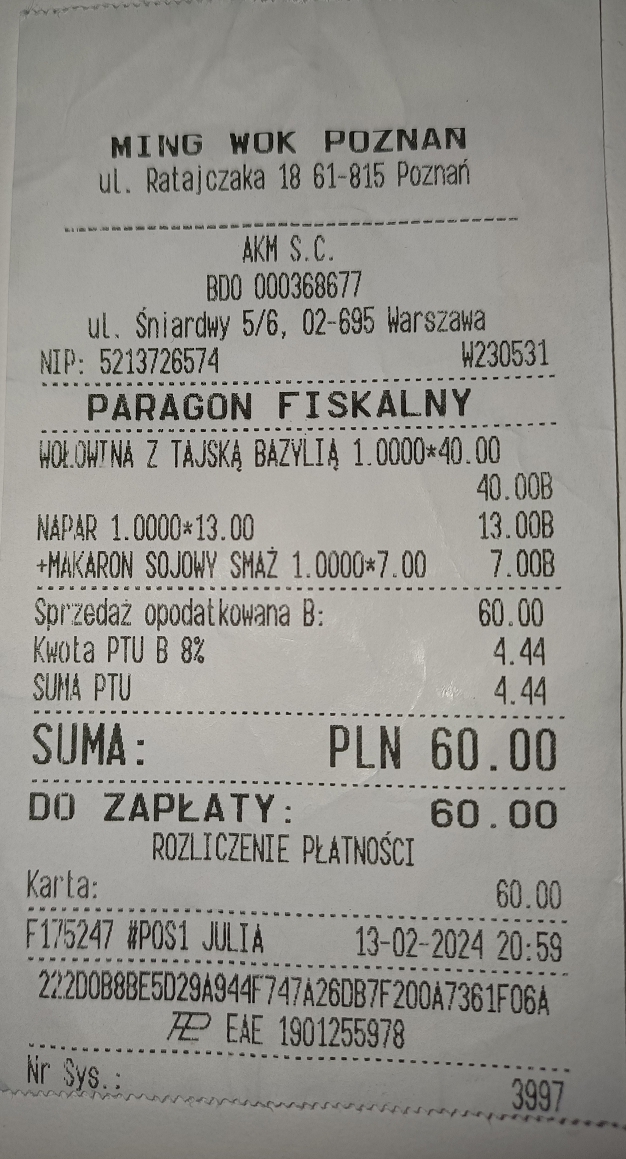 MING WOK POZNAŃ
ul. Ratajczaka 18 61-815 Poznań
AKM S.C.
BDO 000368677
ul. Śniardwy 5/6, 02-695 Warszawa
NIP: 5213726574 W230531
PARAGON FISKALNY
WOŁOWINA Z TAJSKĄ BAZYLIĄ 1.0000*40.00
40.00B
NAPAR 1.0000*13.00 13.00B
+MAKARON SOJOWY SMAŻ 1.0000*7.00 7.00B
Sprzedaż opodatkowana B: 60.00
Kwota PTU B 8% 4.44
SUMA PTU 4.44
SUMA: PLN 60.00
DO ZAPŁATY: 60.00
ROZLICZENIE PŁATNOŚCI
Karta: 60.00
F175247 #POS1 JULIA 13-02-2024 20:59
222D0B8BE5D29A944F747A26DB7F200A7361F06A
EAE 1901255978
Nr Sys.: 3997